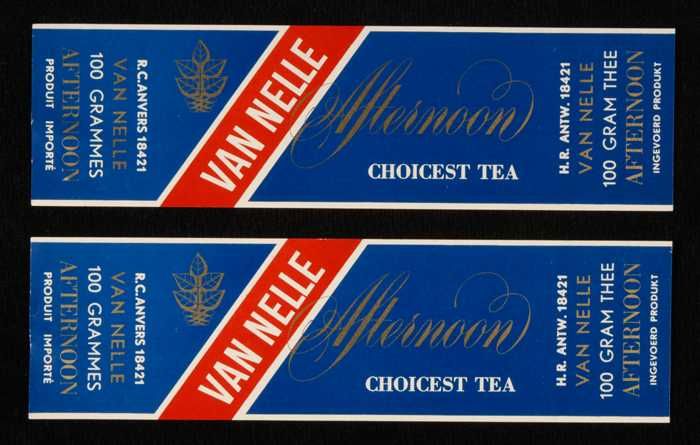 R.C. ANVERS 18421
VAN NELLE
100 GRAMMES
AFTERNOON
PRODUIT IMPORTÉ
VAN NELLE
Afternoon
CHOICEST TEA
H.R. ANTW. 18421
VAN NELLE
100 GRAM THEE
AFTERNOON
INGEVOERD PRODUKT
R.C. ANVERS 18421
VAN NELLE
100 GRAMMES
AFTERNOON
PRODUIT IMPORTÉ
VAN NELLE
Afternoon
CHOICEST TEA
H.R. ANTW. 18421
VAN NELLE
100 GRAM THEE
AFTERNOON
INGEVOERD PRODUKT